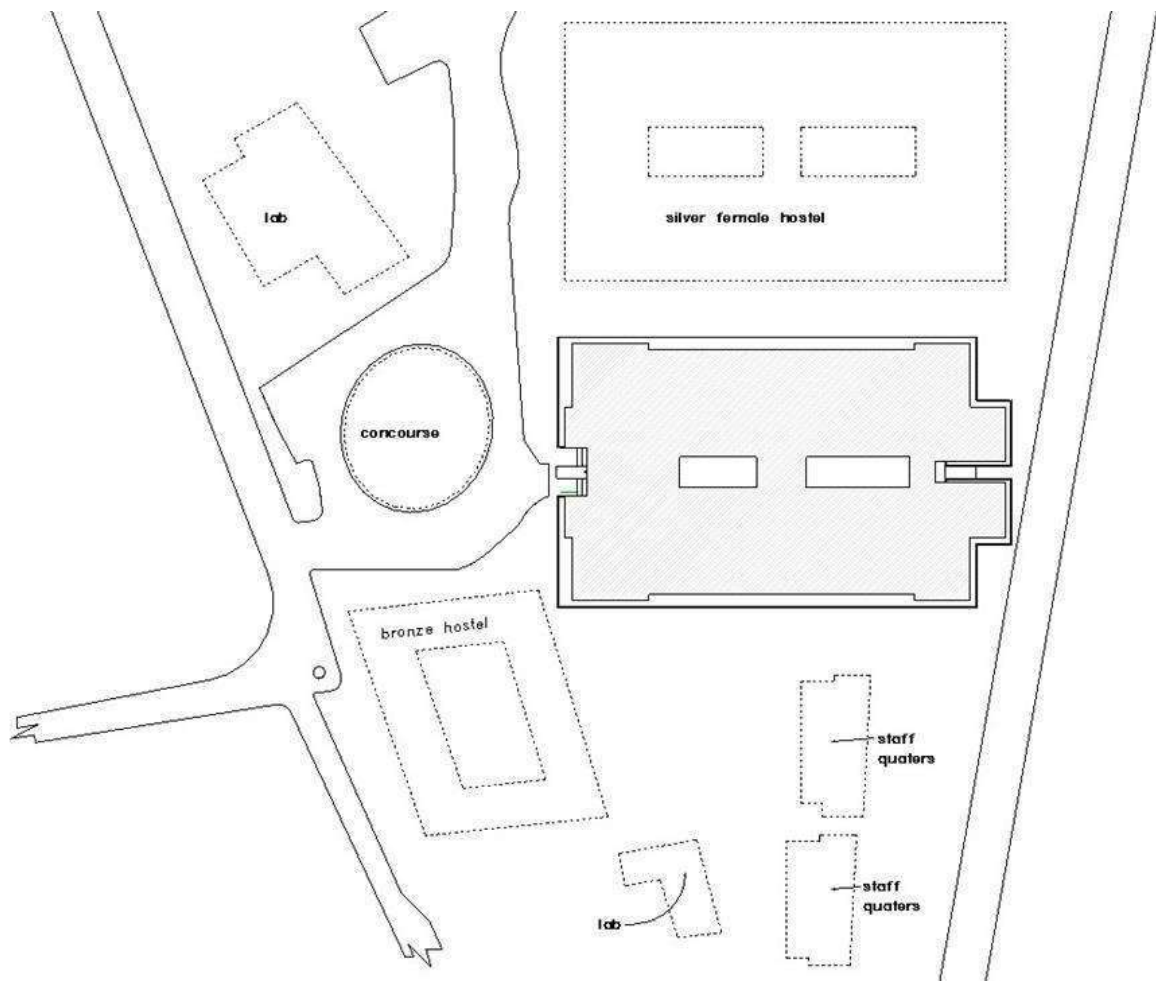 lab
silver female hostel
concourse
bronze hostel
staff
quaters
staff
quaters
lab